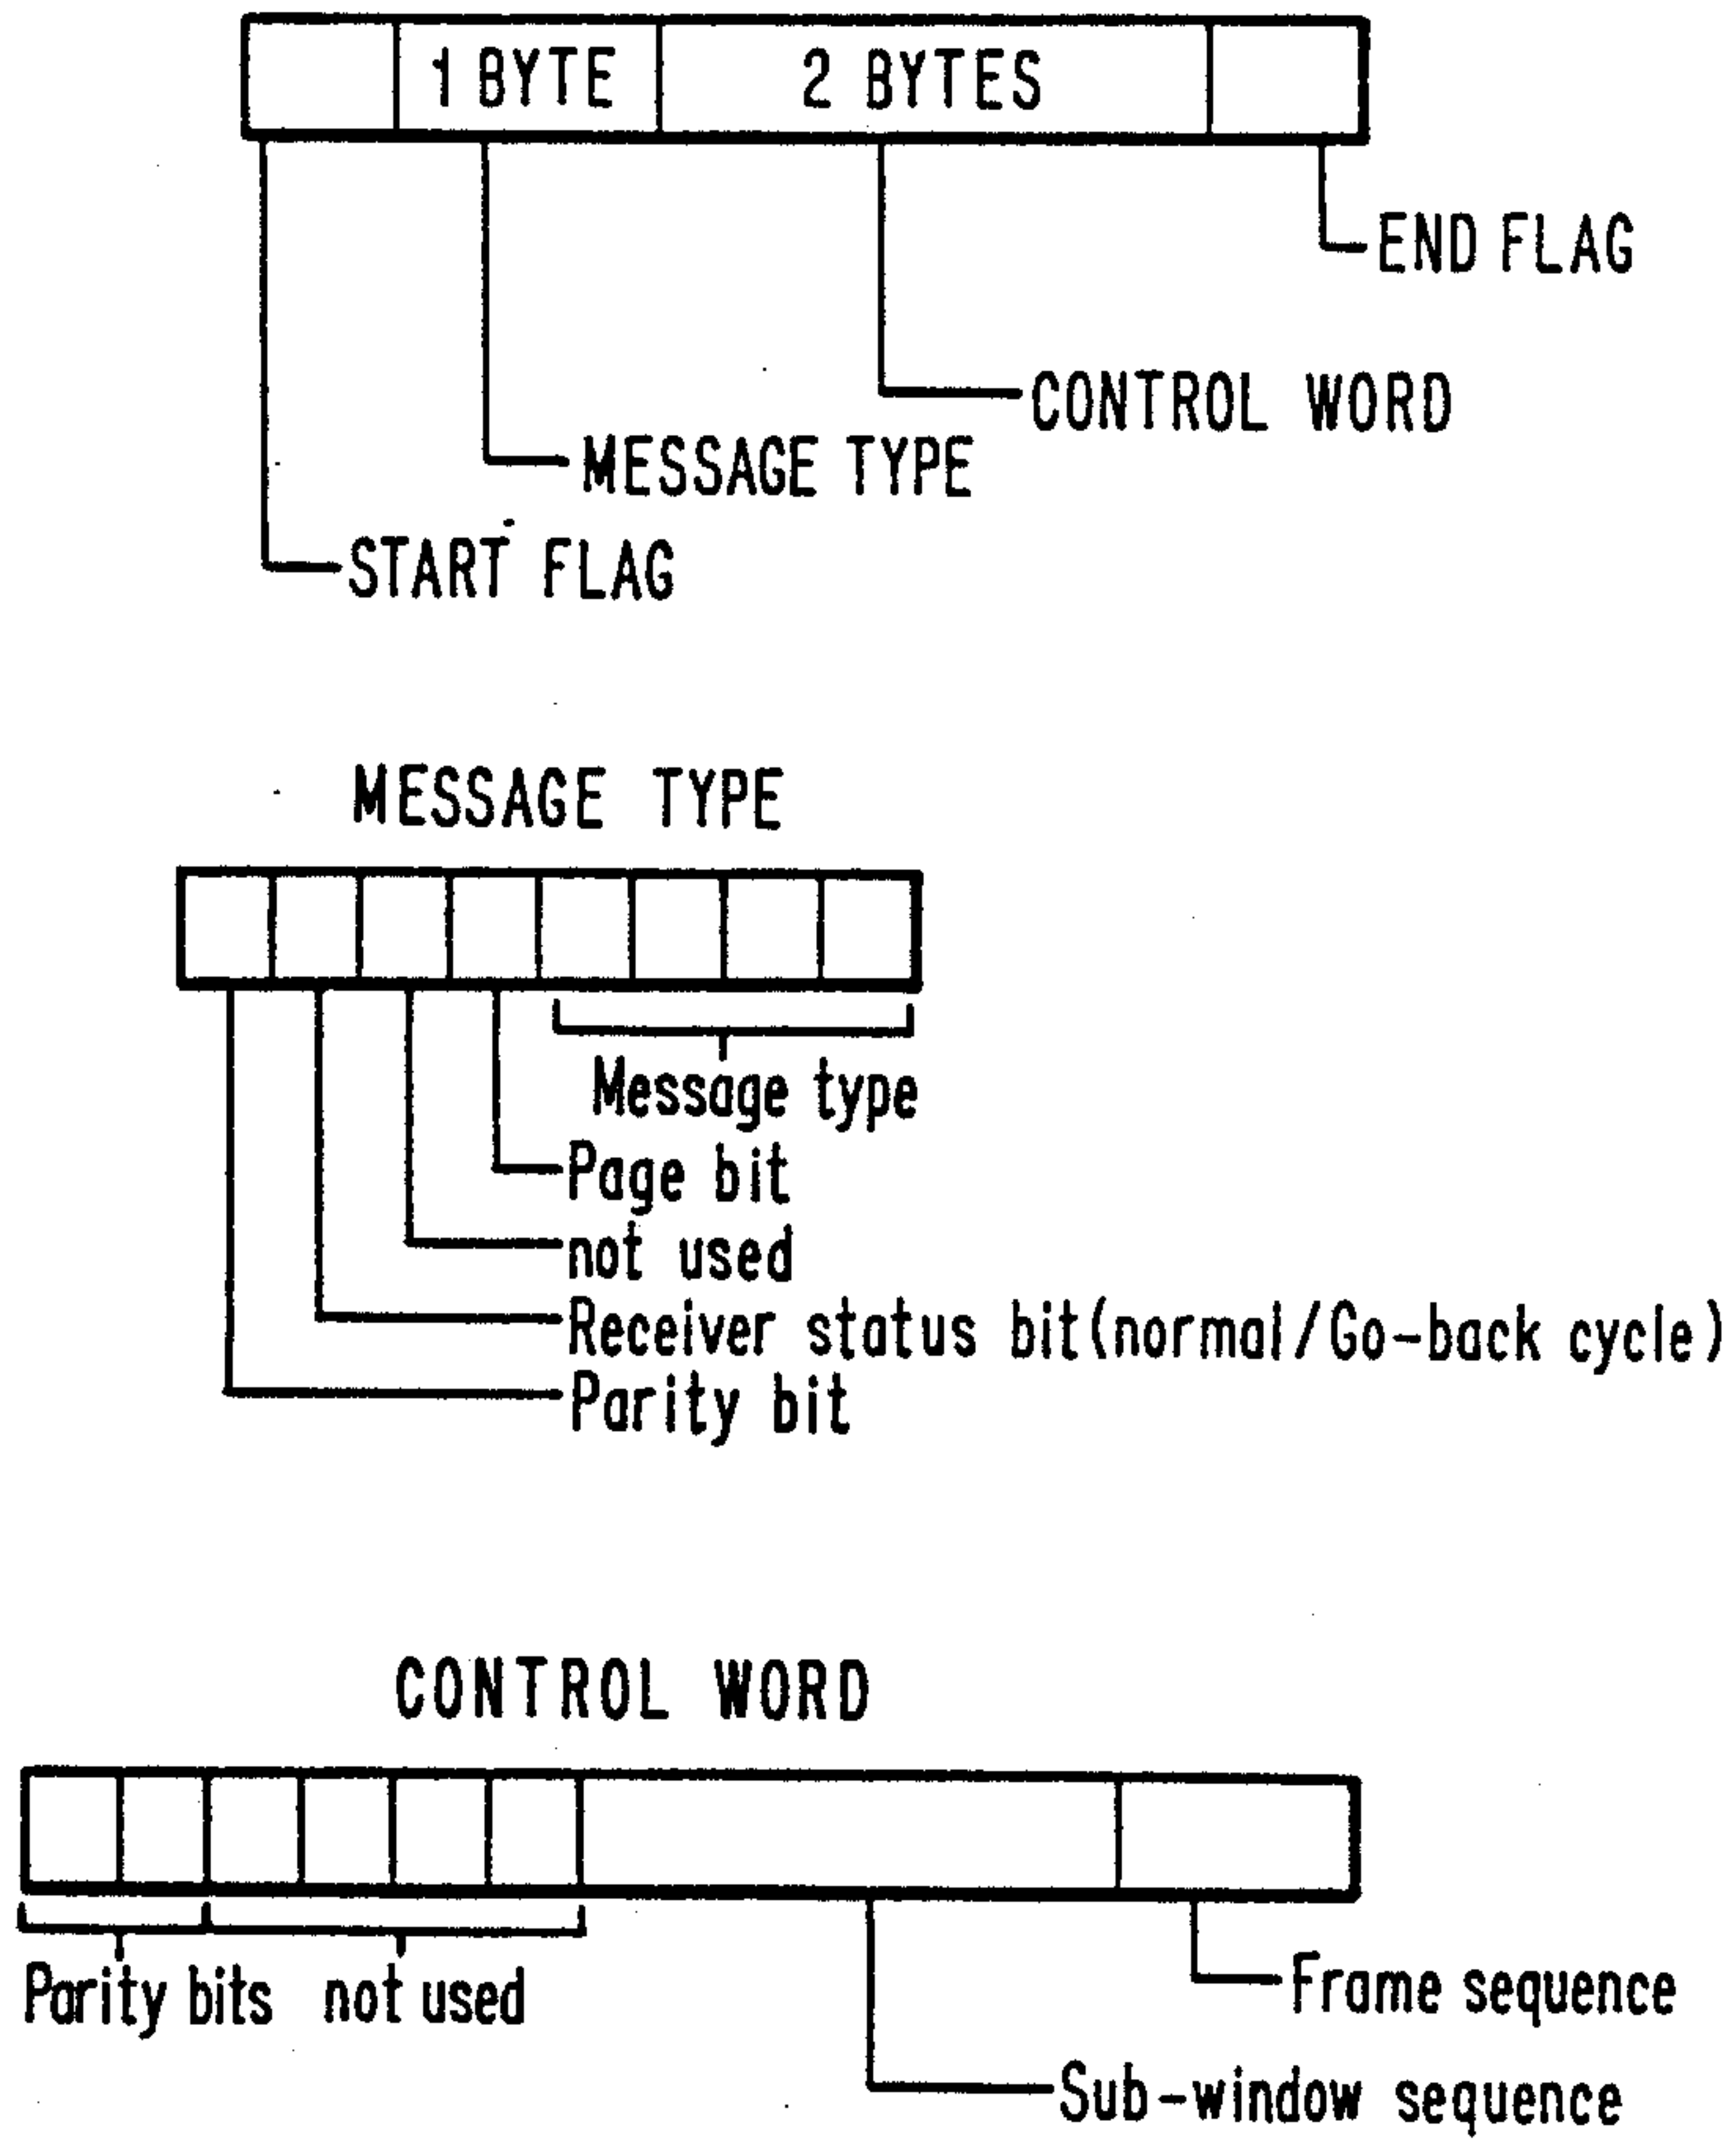 1 BYTE 2 BYTES
END FLAG
CONTROL WORD
MESSAGE TYPE
START FLAG
MESSAGE TYPE
Message type
Page bit
not used
Receiver status bit(normal/Go-back cycle)
Parity bit
CONTROL WORD
Parity bits not used
Frame sequence
Sub-window sequence